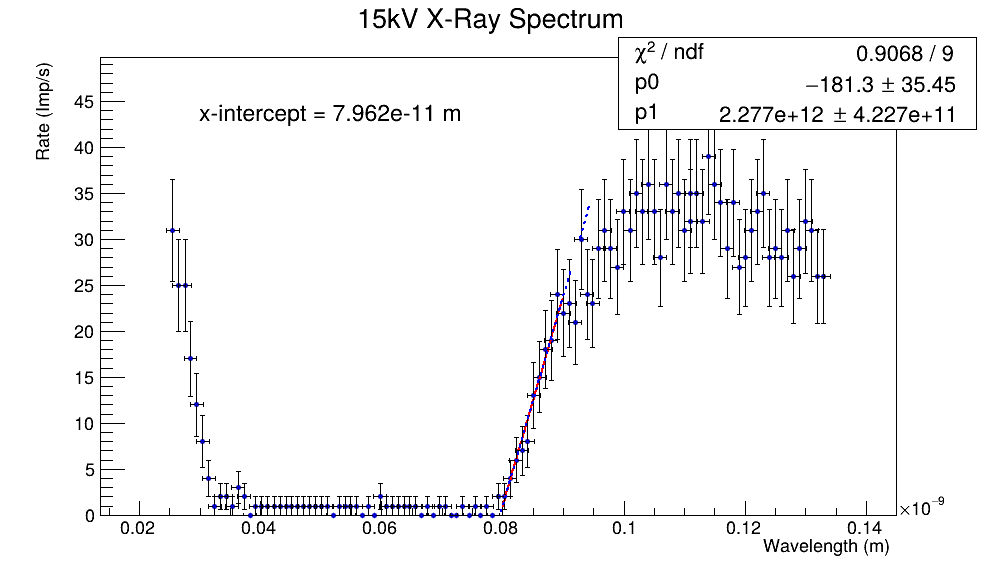 15kV X-Ray Spectrum
χ² / ndf 0.9068 / 9
p0 −181.3 ± 35.45
p1 2.277e+12 ± 4.227e+11
x-intercept = 7.962e-11 m
Rate (Imp/s)
45
40
35
30
25
20
15
10
5
0
0.02 0.04 0.06 0.08 0.1 0.12 0.14
×10⁻⁹
Wavelength (m)